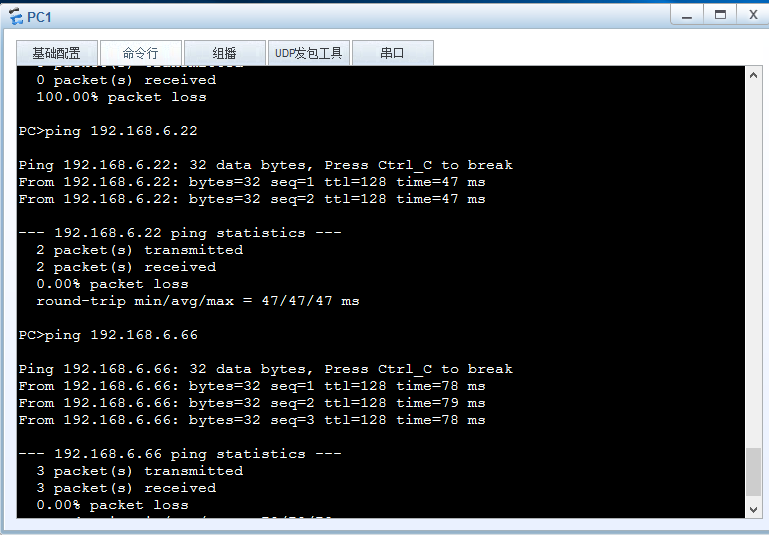 PC1
基础配置 命令行 组播 UDP发包工具 串口
0 packet(s) received
100.00% packet loss
PC>ping 192.168.6.22
Ping 192.168.6.22: 32 data bytes, Press Ctrl_C to break
From 192.168.6.22: bytes=32 seq=1 ttl=128 time=47 ms
From 192.168.6.22: bytes=32 seq=2 ttl=128 time=47 ms
--- 192.168.6.22 ping statistics ---
2 packet(s) transmitted
2 packet(s) received
0.00% packet loss
round-trip min/avg/max = 47/47/47 ms
PC>ping 192.168.6.66
Ping 192.168.6.66: 32 data bytes, Press Ctrl_C to break
From 192.168.6.66: bytes=32 seq=1 ttl=128 time=78 ms
From 192.168.6.66: bytes=32 seq=2 ttl=128 time=79 ms
From 192.168.6.66: bytes=32 seq=3 ttl=128 time=78 ms
--- 192.168.6.66 ping statistics ---
3 packet(s) transmitted
3 packet(s) received
0.00% packet loss